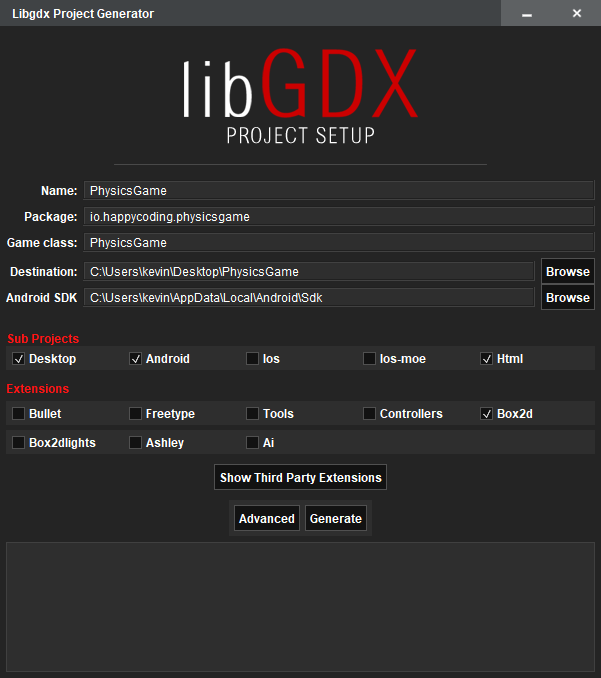 Libgdx Project Generator
libGDX
PROJECT SETUP
Name: PhysicsGame
Package: io.happycoding.physicsgame
Game class: PhysicsGame
Destination: C:\Users\kevin\Desktop\PhysicsGame Browse
Android SDK C:\Users\kevin\AppData\Local\Android\Sdk Browse
Sub Projects
Desktop Android Ios Ios-moe Html
Extensions
Bullet Freetype Tools Controllers Box2d
Box2dlights Ashley Ai
Show Third Party Extensions
Advanced Generate